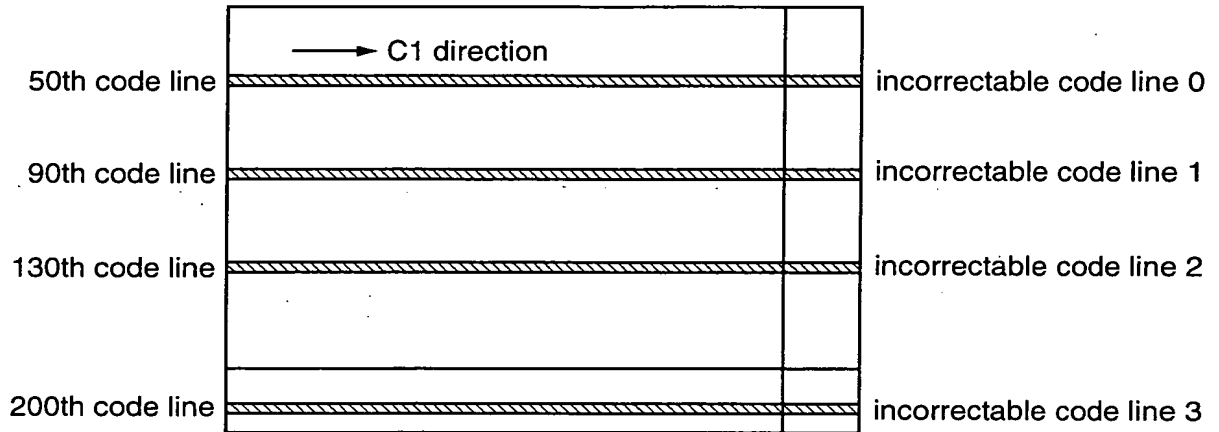 C1 direction
50th code line incorrectable code line 0
90th code line incorrectable code line 1
130th code line incorrectable code line 2
200th code line incorrectable code line 3